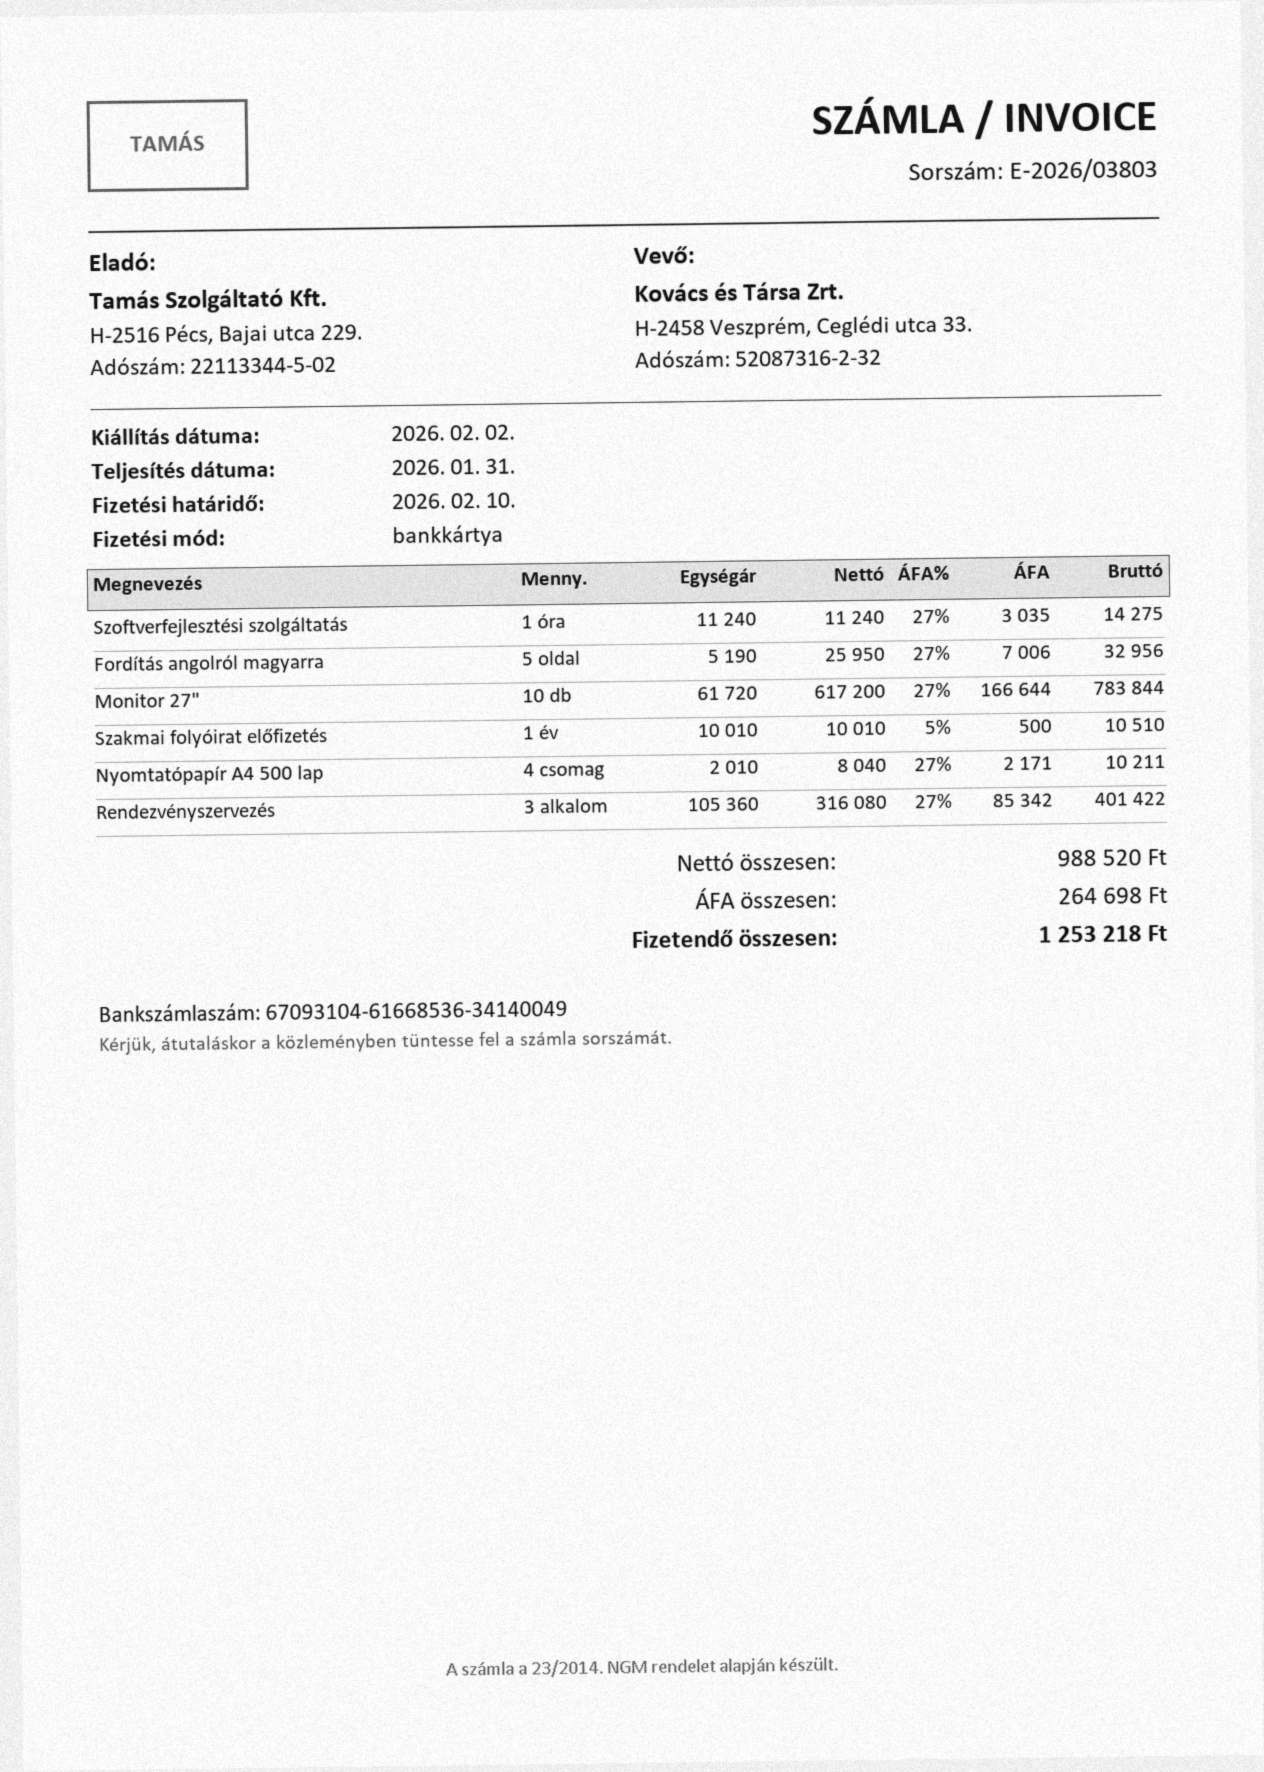 TAMÁS
SZÁMLA / INVOICE
Sorszám: E-2026/03803
Eladó:
Tamás Szolgáltató Kft.
H-2516 Pécs, Bajai utca 229.
Adószám: 22113344-5-02
Vevő:
Kovács és Társa Zrt.
H-2458 Veszprém, Ceglédi utca 33.
Adószám: 52087316-2-32
Kiállítás dátuma: 2026. 02. 02.
Teljesítés dátuma: 2026. 01. 31.
Fizetési határidő: 2026. 02. 10.
Fizetési mód: bankkártya
Megnevezés Menny. Egységár Nettó ÁFA% ÁFA Bruttó
Szoftverfejlesztési szolgáltatás 1 óra 11 240 11 240 27% 3 035 14 275
Fordítás angolról magyarra 5 oldal 5 190 25 950 27% 7 006 32 956
Monitor 27" 10 db 61 720 617 200 27% 166 644 783 844
Szakmai folyóirat előfizetés 1 év 10 010 10 010 5% 500 10 510
Nyomtatópapír A4 500 lap 4 csomag 2 010 8 040 27% 2 171 10 211
Rendezvényszervezés 3 alkalom 105 360 316 080 27% 85 342 401 422
Nettó összesen: 988 520 Ft
ÁFA összesen: 264 698 Ft
Fizetendő összesen: 1 253 218 Ft
Bankszámlaszám: 67093104-61668536-34140049
Kérjük, átutaláskor a közleményben tüntesse fel a számla sorszámát.
A számla a 23/2014. NGM rendelet alapján készült.